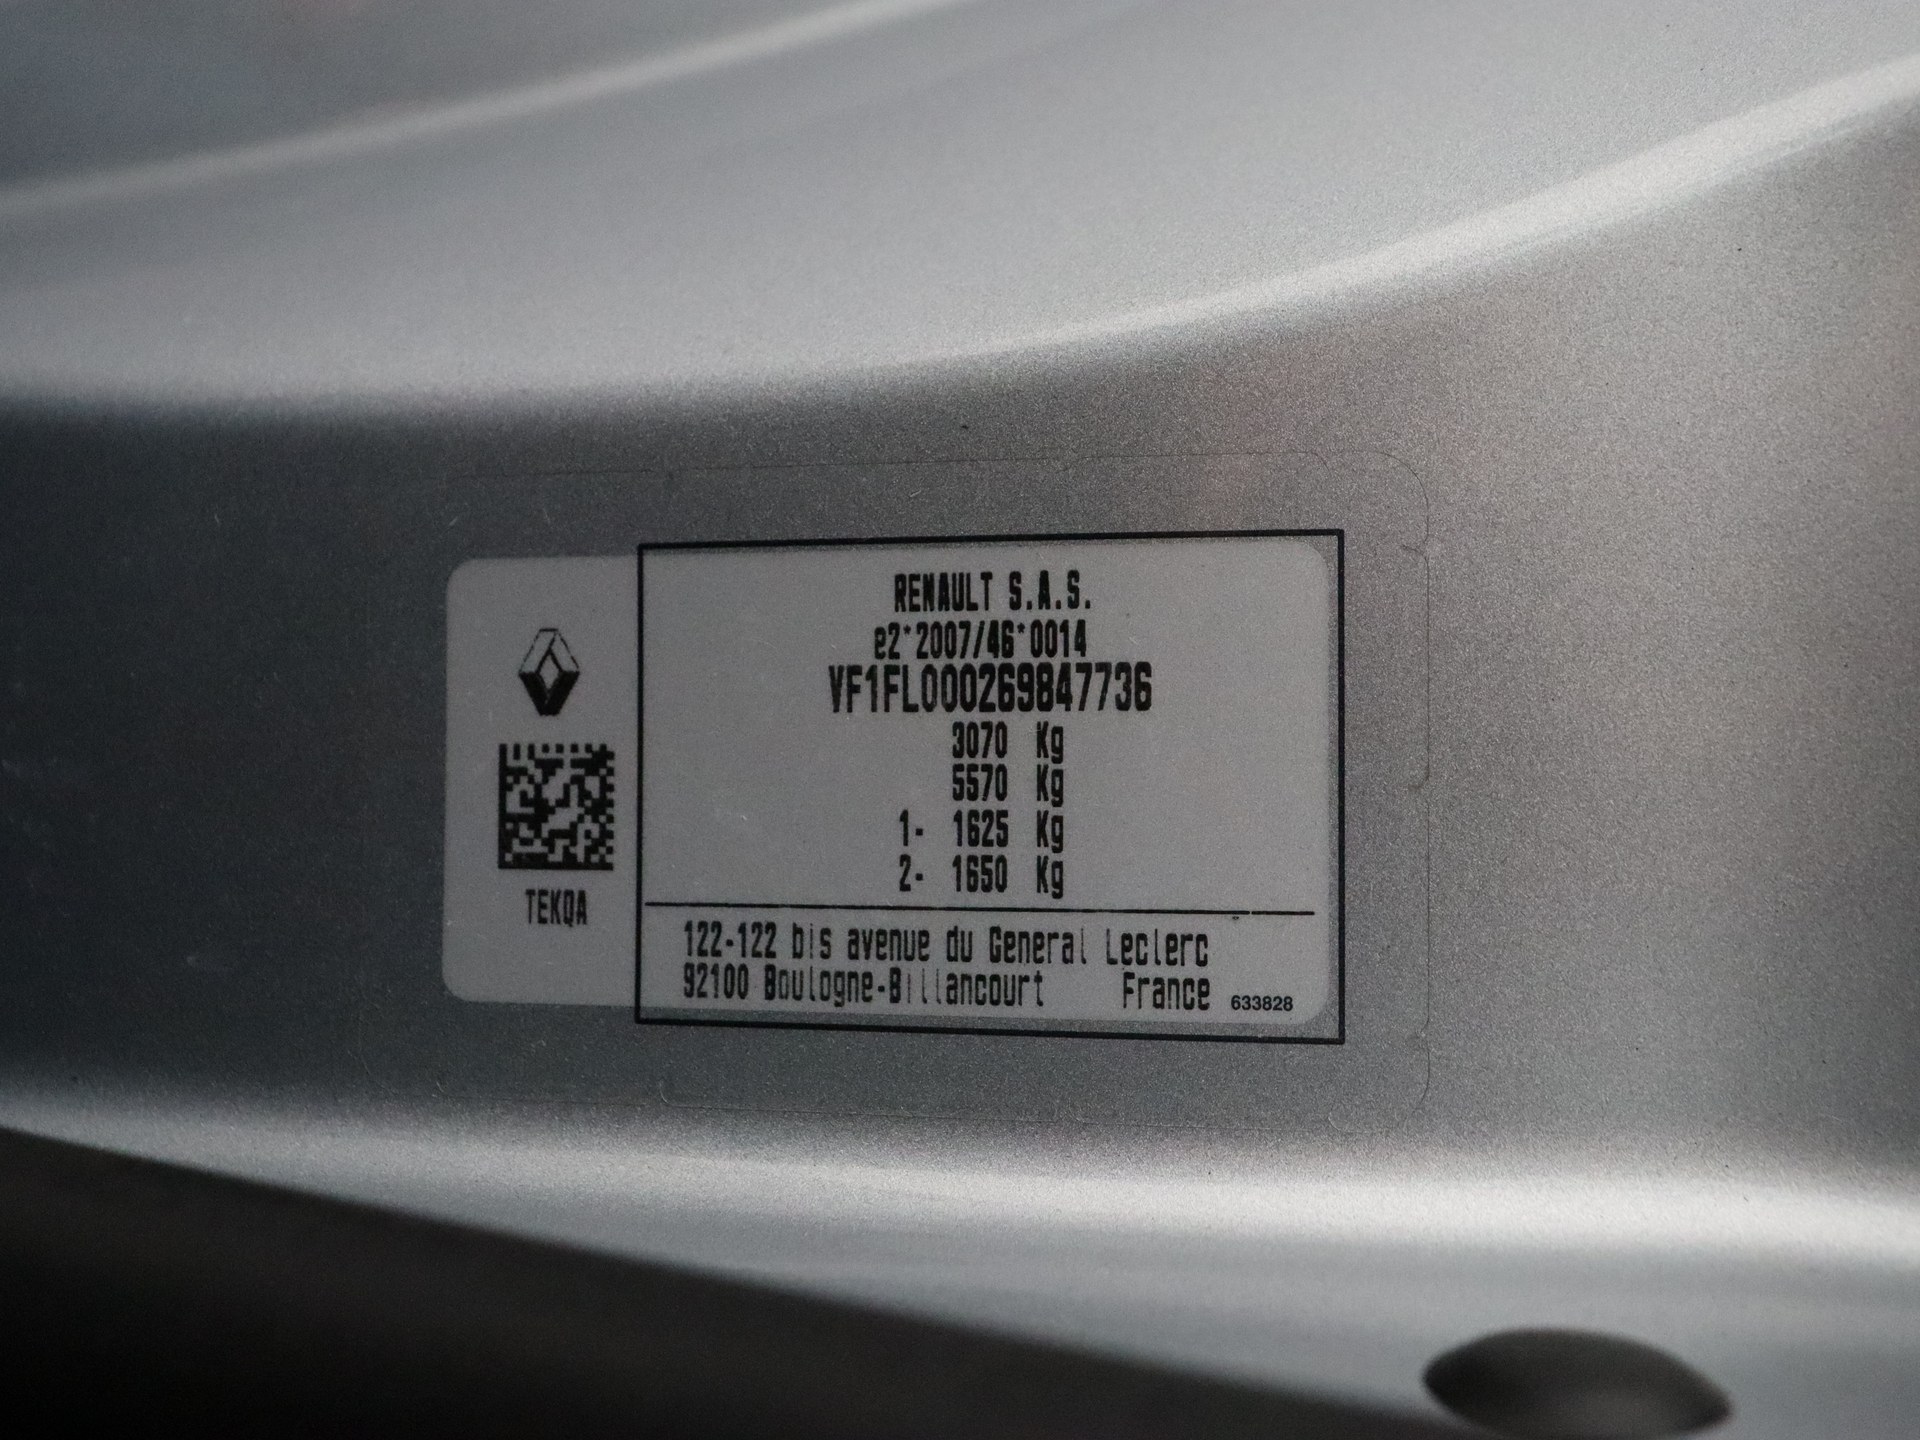 RENAULT S.A.S.
e2*2007/46*0014
VF1FL000269847736
3070 Kg
5570 Kg
1- 1625 Kg
2- 1650 Kg
TEKQA
122-122 bis avenue du General Leclerc
92100 Boulogne-Billancourt France 633828